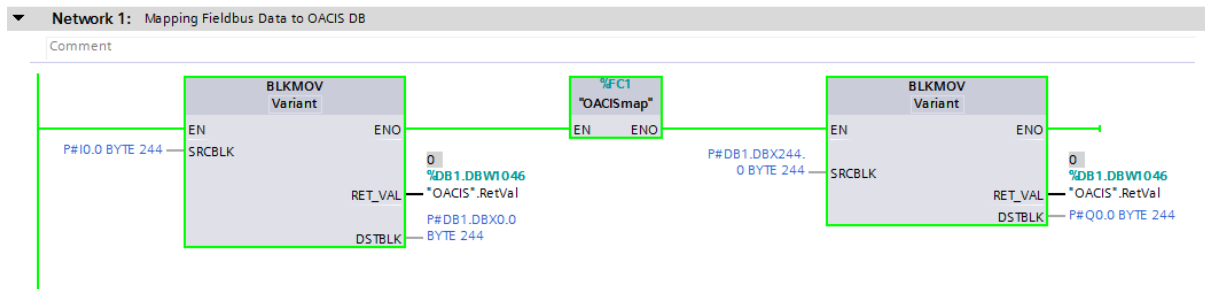 Network 1: Mapping Fieldbus Data to OACIS DB
Comment
BLKMOV
Variant
EN
ENO
P#I0.0 BYTE 244
SRCBLK
0
%DB1.DBW1046
RET_VAL
"OACIS".RetVal
P#DB1.DBX0.0
DSTBLK
BYTE 244
%FC1
"OACISmap"
EN
ENO
BLKMOV
Variant
EN
ENO
P#DB1.DBX244.
0 BYTE 244
SRCBLK
0
%DB1.DBW1046
RET_VAL
"OACIS".RetVal
DSTBLK
P#Q0.0 BYTE 244